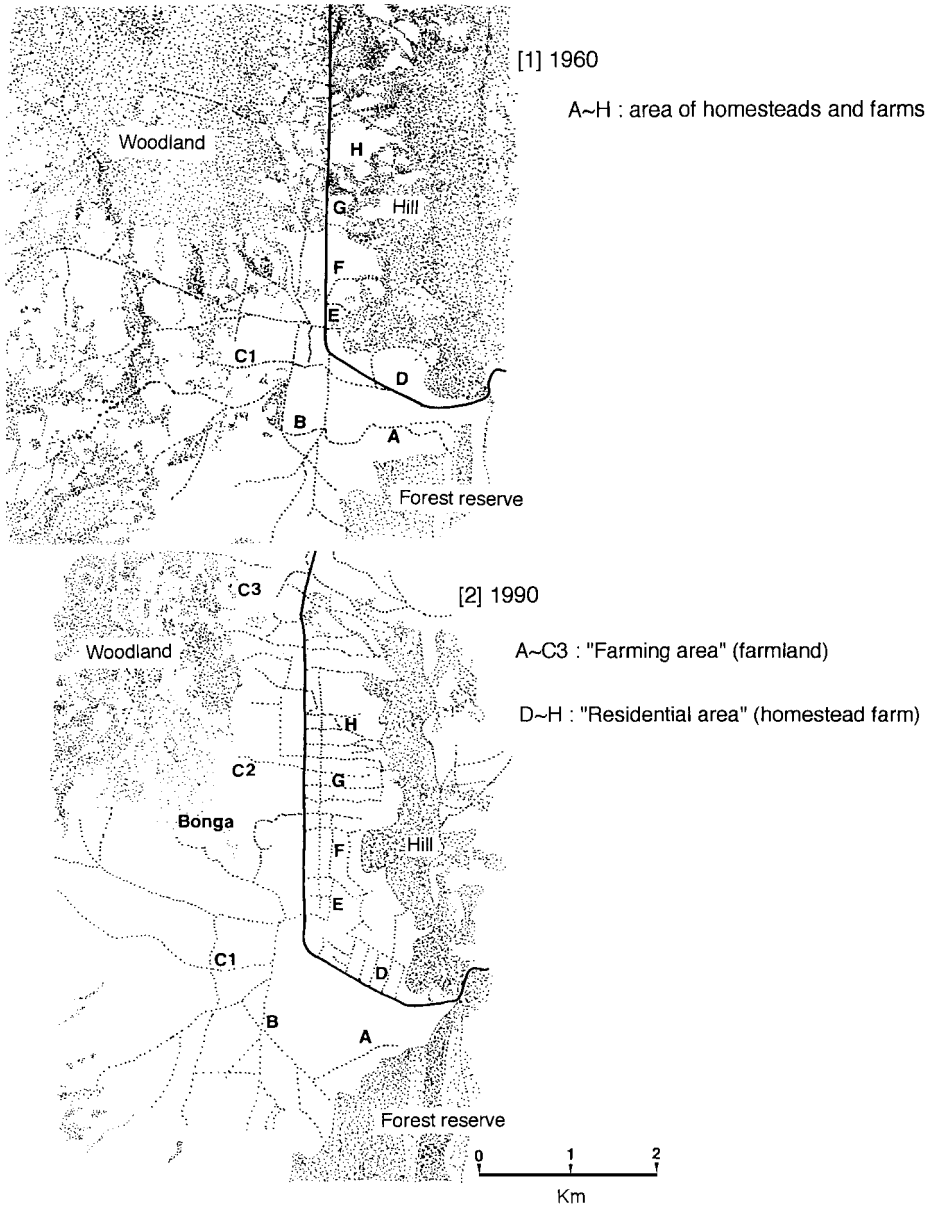 [1] 1960
A~H : area of homesteads and farms
Woodland
H
G
Hill
F
E
C1
D
B
A
Forest reserve
[2] 1990
C3
Woodland
A~C3 : "Farming area" (farmland)
D~H : "Residential area" (homestead farm)
H
C2
G
Bonga
F
Hill
E
C1
D
B
A
Forest reserve
0 1 2
Km